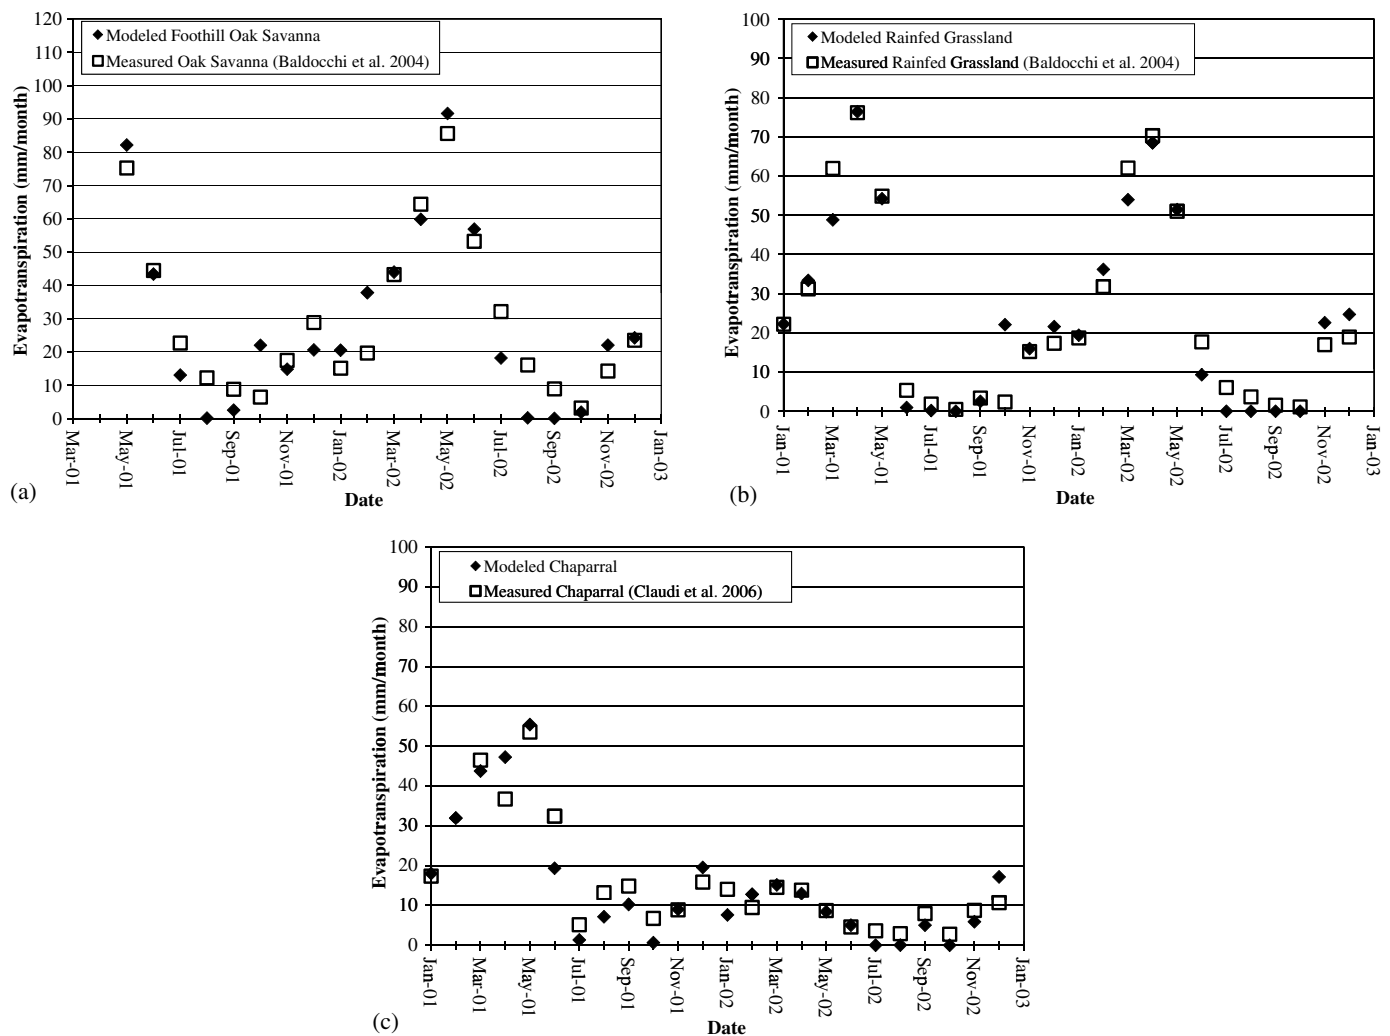 120
110
100
90
80
70
60
50
40
30
20
10
0
Evapotranspiration (mm/month)
Modeled Foothill Oak Savanna
Measured Oak Savanna (Baldocchi et al. 2004)
Mar-01
May-01
Jul-01
Sep-01
Nov-01
Jan-02
Mar-02
May-02
Jul-02
Sep-02
Nov-02
Jan-03
Date
(a)
100
90
80
70
60
50
40
30
20
10
0
Evapotranspiration (mm/month)
Modeled Rainfed Grassland
Measured Rainfed Grassland (Baldocchi et al. 2004)
Jan-01
Mar-01
May-01
Jul-01
Sep-01
Nov-01
Jan-02
Mar-02
May-02
Jul-02
Sep-02
Nov-02
Jan-03
Date
(b)
100
90
80
70
60
50
40
30
20
10
0
Evapotranspiration (mm/month)
Modeled Chaparral
Measured Chaparral (Claudi et al. 2006)
Jan-01
Mar-01
May-01
Jul-01
Sep-01
Nov-01
Jan-02
Mar-02
May-02
Jul-02
Sep-02
Nov-02
Jan-03
Date
(c)